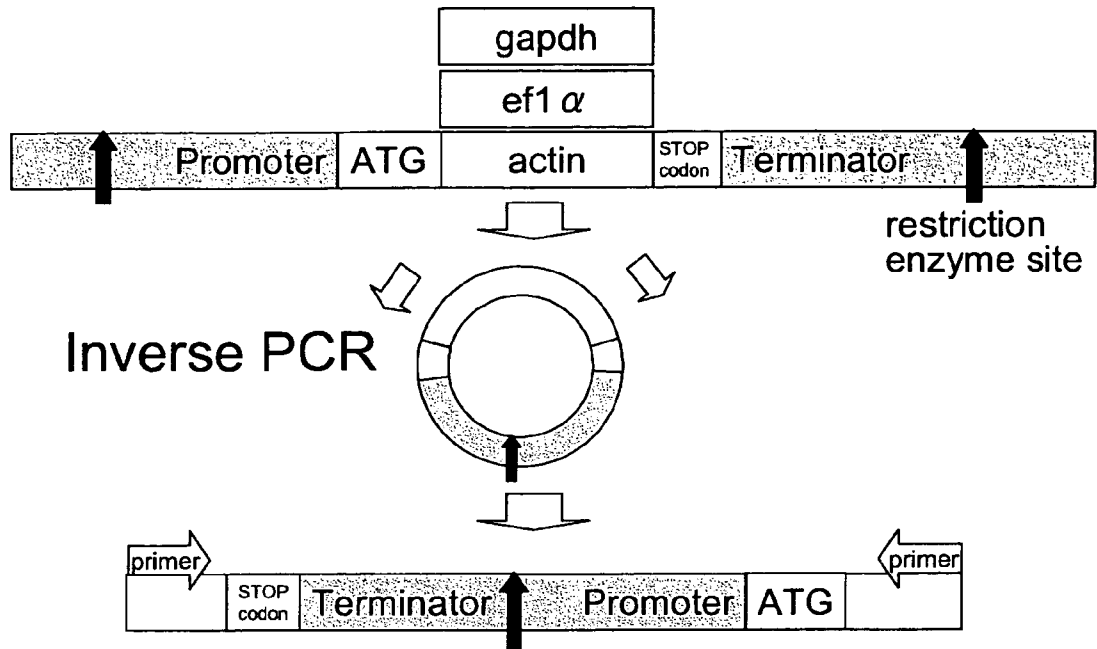 gapdh
ef1 α
Promoter ATG actin STOP codon Terminator
restriction
enzyme site
Inverse PCR
primer primer
STOP codon Terminator Promoter ATG